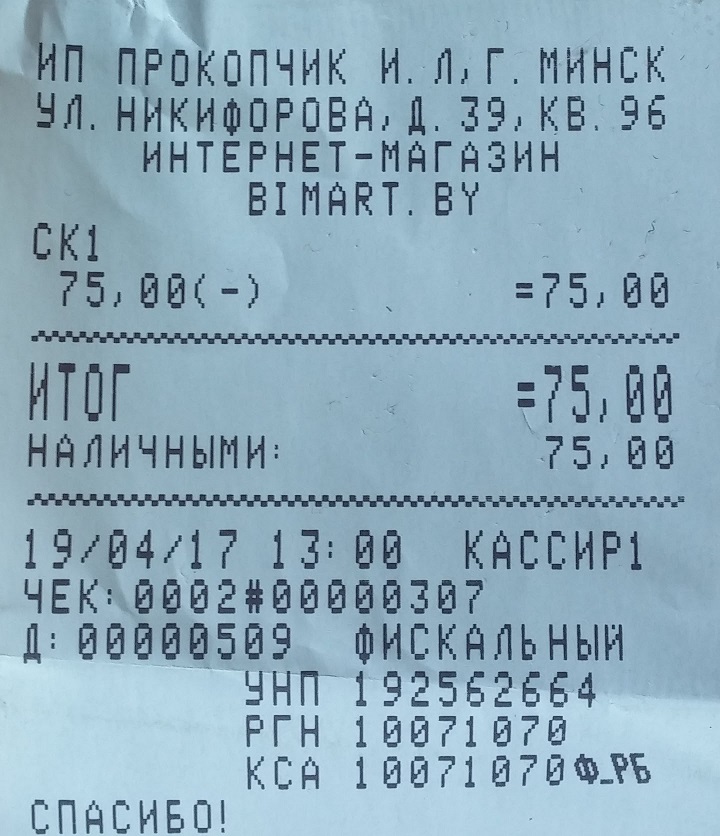 ИП ПРОКОПЧИК И. Л, Г. МИНСК
УЛ. НИКИФОРОВА, Д. 39, КВ. 96
ИНТЕРНЕТ-МАГАЗИН
BIMART. BY
СК1
75,00(-) =75,00
ИТОГ =75,00
НАЛИЧНЫМИ: 75,00
19/04/17 13:00 КАССИР1
ЧЕК: 0002#00000307
Д: 00000509 ФИСКАЛЬНЫЙ
УНП 192562664
РГН 10071070
КСА 10071070 Ф_РБ
СПАСИБО!